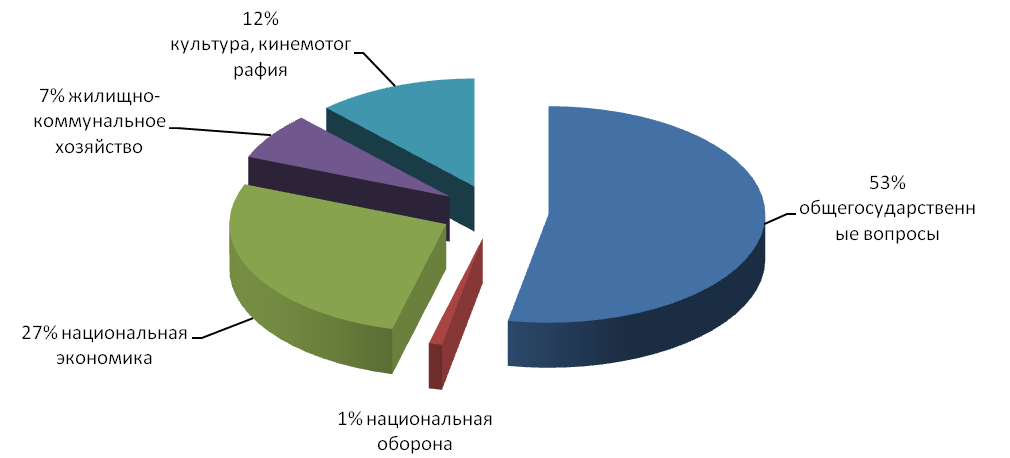 12%
культура, кинемотог
рафия
7% жилищно-
коммунальное
хозяйство
53%
общегосударственн
ые вопросы
27% национальная
экономика
1% национальная
оборона